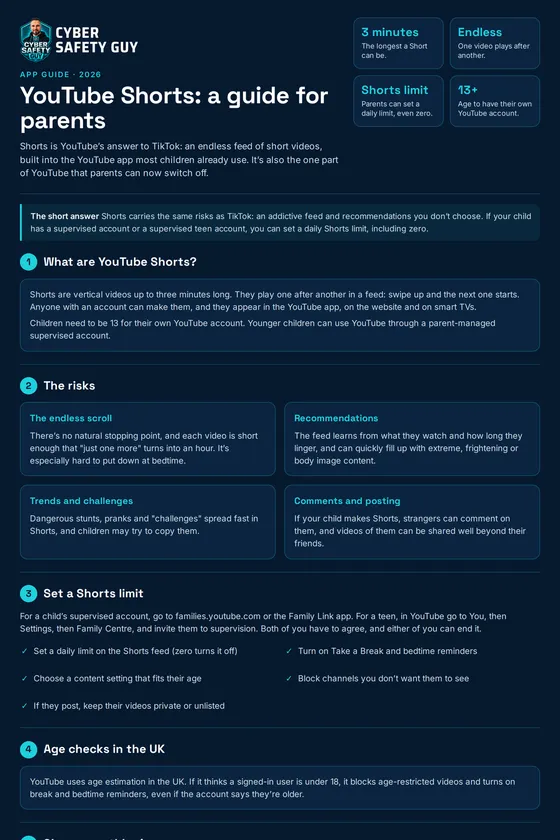 CYBER
SAFETY GUY
CYBER
SAFETY
GUY
APP GUIDE · 2026
YouTube Shorts: a guide for
parents
Shorts is YouTube’s answer to TikTok: an endless feed of short videos,
built into the YouTube app most children already use. It’s also the one part
of YouTube that parents can now switch off.
3 minutes
The longest a Short
can be.
Endless
One video plays after
another.
Shorts limit
Parents can set a
daily limit, even zero.
13+
Age to have their own
YouTube account.
The short answer Shorts carries the same risks as TikTok: an addictive feed and recommendations you don’t choose. If your child
has a supervised account or a supervised teen account, you can set a daily Shorts limit, including zero.
1 What are YouTube Shorts?
Shorts are vertical videos up to three minutes long. They play one after another in a feed: swipe up and the next one starts.
Anyone with an account can make them, and they appear in the YouTube app, on the website and on smart TVs.
Children need to be 13 for their own YouTube account. Younger children can use YouTube through a parent-managed
supervised account.
2 The risks
The endless scroll
There’s no natural stopping point, and each video is short
enough that "just one more" turns into an hour. It’s
especially hard to put down at bedtime.
Recommendations
The feed learns from what they watch and how long they
linger, and can quickly fill up with extreme, frightening or
body image content.
Trends and challenges
Dangerous stunts, pranks and "challenges" spread fast in
Shorts, and children may try to copy them.
Comments and posting
If your child makes Shorts, strangers can comment on
them, and videos of them can be shared well beyond their
friends.
3 Set a Shorts limit
For a child’s supervised account, go to families.youtube.com or the Family Link app. For a teen, in YouTube go to You, then
Settings, then Family Centre, and invite them to supervision. Both of you have to agree, and either of you can end it.
✓ Set a daily limit on the Shorts feed (zero turns it off)
✓ Turn on Take a Break and bedtime reminders
✓ Choose a content setting that fits their age
✓ Block channels you don’t want them to see
✓ If they post, keep their videos private or unlisted
4 Age checks in the UK
YouTube uses age estimation in the UK. If it thinks a signed-in user is under 18, it blocks age-restricted videos and turns on
break and bedtime reminders, even if the account says they’re older.